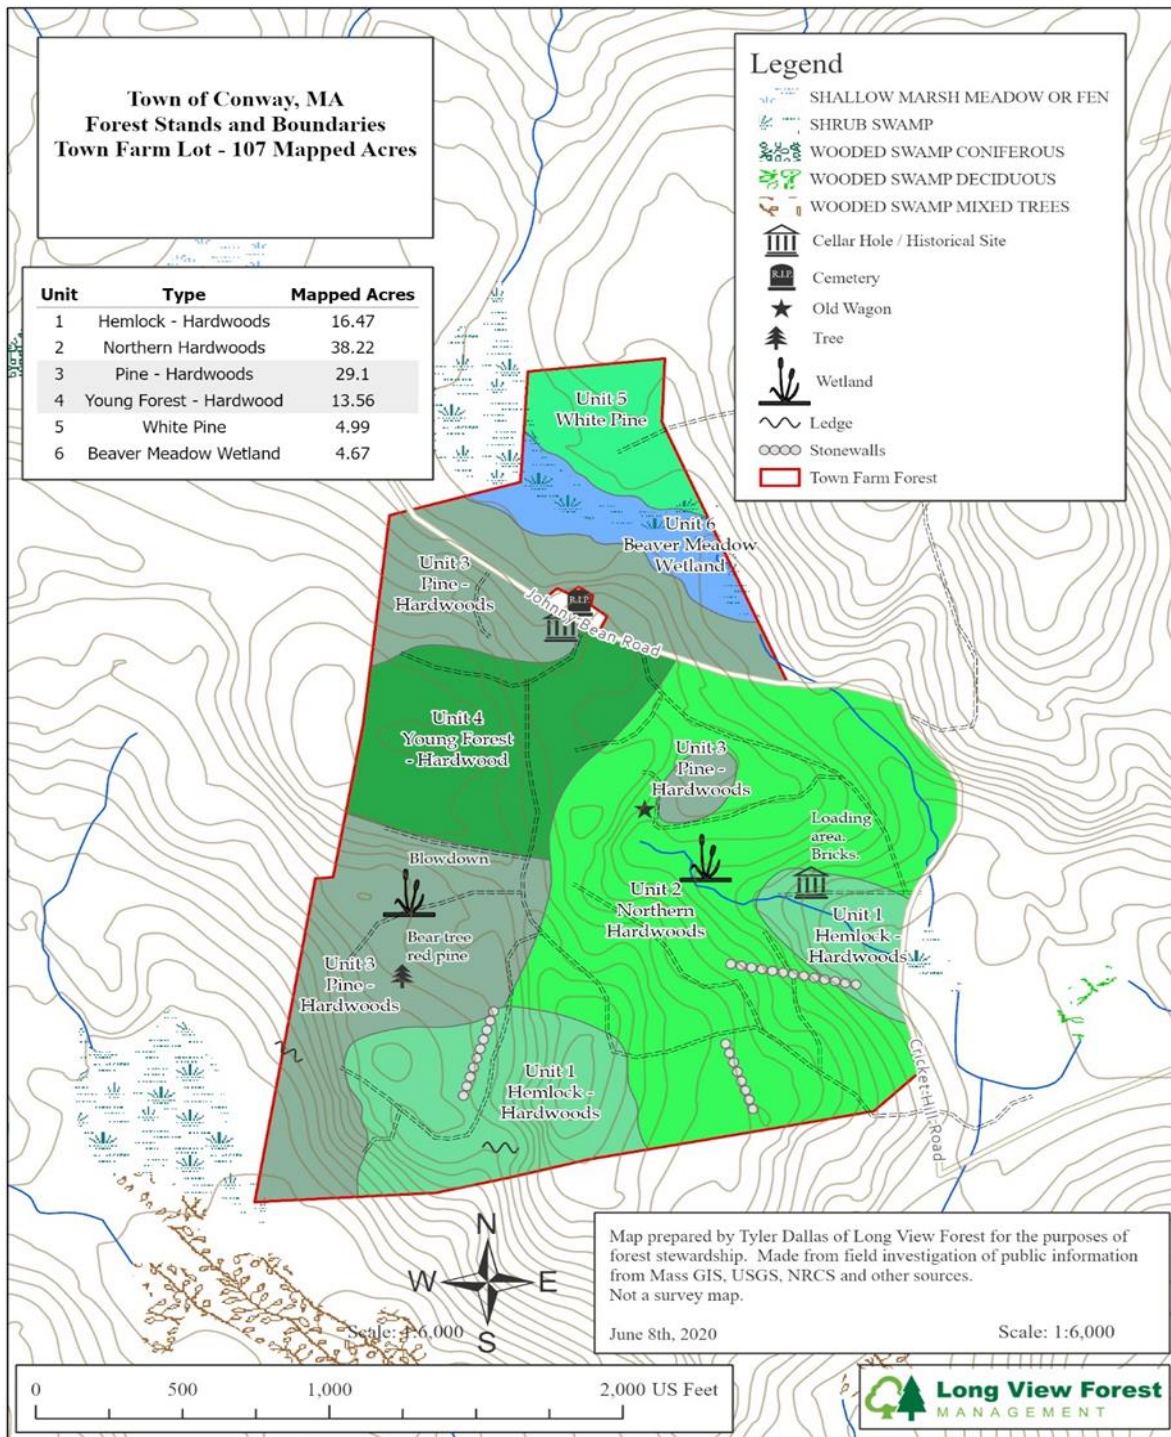 Town of Conway, MA
Forest Stands and Boundaries
Town Farm Lot - 107 Mapped Acres
Legend
SHALLOW MARSH MEADOW OR FEN
SHRUB SWAMP
WOODED SWAMP CONIFEROUS
WOODED SWAMP DECIDUOUS
WOODED SWAMP MIXED TREES
Cellar Hole / Historical Site
R.I.P.
Cemetery
Old Wagon
Tree
Wetland
Ledge
Stonewalls
Town Farm Forest
Unit Type Mapped Acres
1 Hemlock - Hardwoods 16.47
2 Northern Hardwoods 38.22
3 Pine - Hardwoods 29.1
4 Young Forest - Hardwood 13.56
5 White Pine 4.99
6 Beaver Meadow Wetland 4.67
Unit 5
White Pine
Unit 6
Beaver Meadow
Wetland
Unit 3
Pine -
Hardwoods
R.I.P.
Johnny Bean Road
Unit 4
Young Forest
- Hardwood
Unit 3
Pine -
Hardwoods
Loading
area.
Bricks.
Blowdown
Unit 2
Northern
Hardwoods
Unit 1
Hemlock -
Hardwoods
Bear tree
red pine
Unit 3
Pine -
Hardwoods
Unit 1
Hemlock -
Hardwoods
Cricket Hill Road
N
W E
S
Scale: 1:6,000
Map prepared by Tyler Dallas of Long View Forest for the purposes of
forest stewardship. Made from field investigation of public information
from Mass GIS, USGS, NRCS and other sources.
Not a survey map.
June 8th, 2020 Scale: 1:6,000
0 500 1,000 2,000 US Feet
Long View Forest
MANAGEMENT